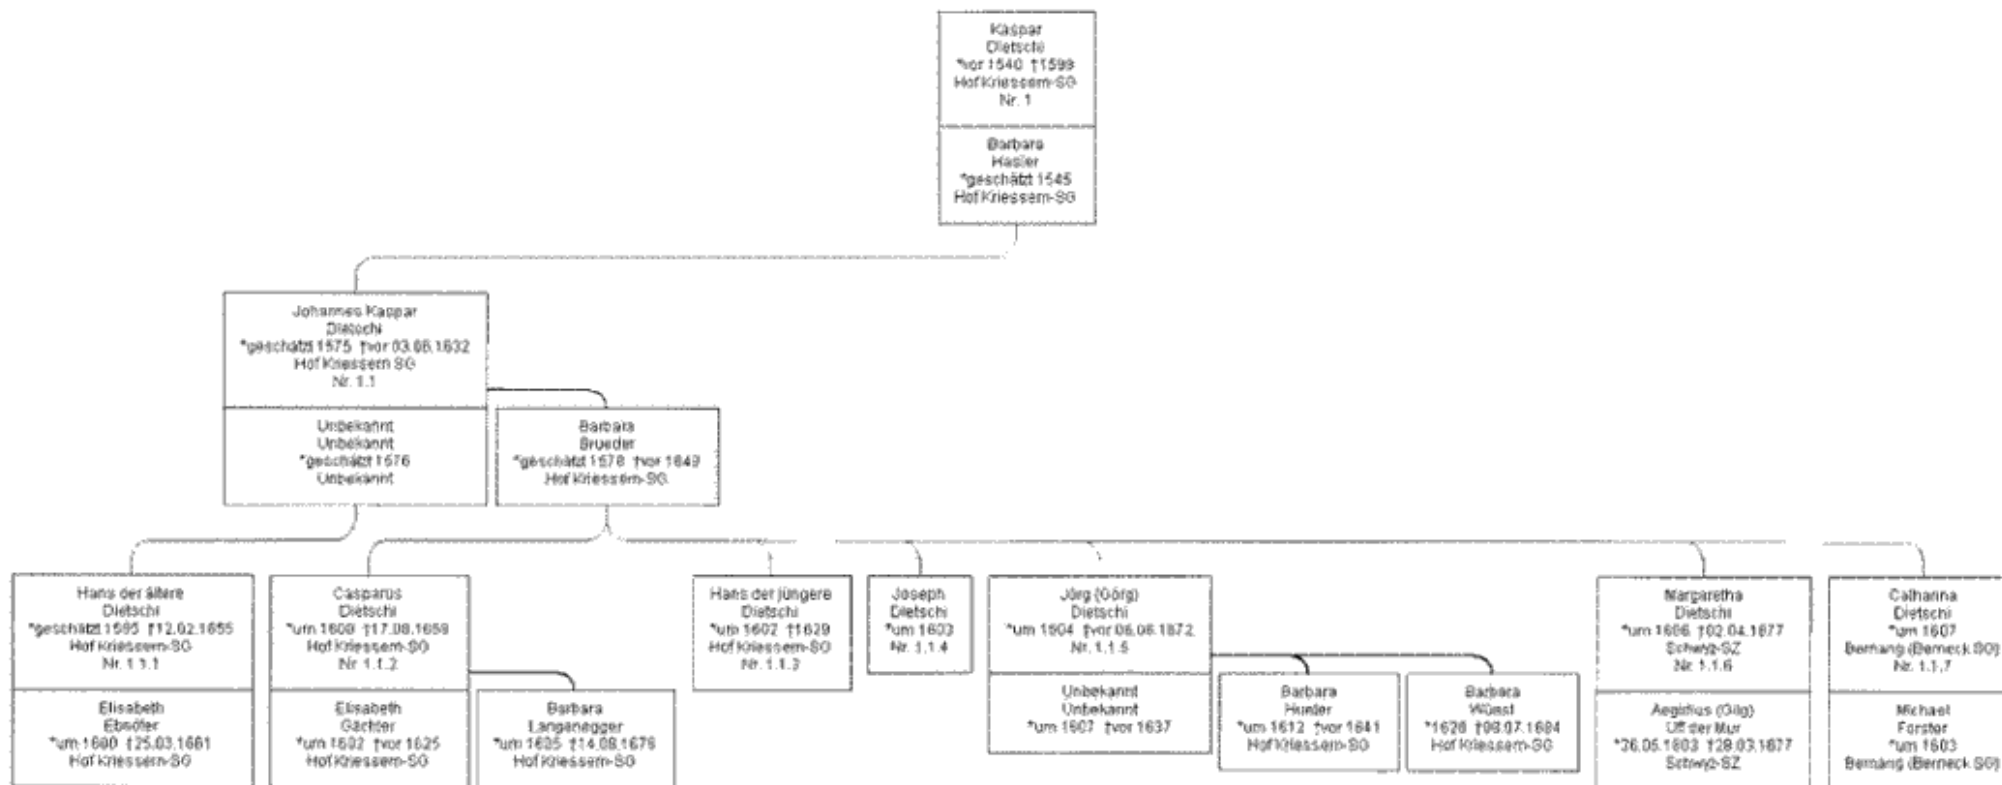 Kaspar
Dietschi
*vor 1540 †1599
Hof Kriessern-SG
Nr. 1
Barbara
Hasler
*geschätzt 1545
Hof Kriessern-SG
Johannes Kaspar
Dietschi
*geschätzt 1575 †vor 03.06.1632
Hof Kriessern SG
Nr. 1.1
Unbekannt
Unbekannt
*geschätzt 1576
Unbekannt
Barbara
Brueder
*geschätzt 1578 †vor 1649
Hof Kriessern-SG
Hans der ältere
Dietschi
*geschätzt 1595 †12.02.1655
Hof Kriessern-SG
Nr. 1.1.1
Elisabeth
*um 1600 †25.03.1661
Hof Kriessern-SG
Casparus
Dietschi
*um 1600 †17.08.1659
Hof Kriessern-SG
Nr. 1.1.2
Elisabeth
Gächter
*um 1602 †vor 1625
Hof Kriessern-SG
Barbara
Langenegger
*um 1605 †14.08.1676
Hof Kriessern-SG
Hans der jüngere
Dietschi
*um 1602 †1629
Hof Kriessern-SG
Nr. 1.1.3
Joseph
Dietschi
*um 1603
Nr. 1.1.4
Jörg (Görg)
Dietschi
*um 1604 †vor 06.06.1672
Nr. 1.1.5
Unbekannt
Unbekannt
*um 1607 †vor 1637
Barbara
Hunter
*um 1612 †vor 1641
Hof Kriessern-SG
Barbara
Wüest
*1620 †06.07.1684
Hof Kriessern-SG
Margaretha
Dietschi
*um 1606 †02.04.1677
Schwyz-SZ
Nr. 1.1.6
Aegidius (Gilg)
Uff der Mur
*26.05.1603 †28.03.1677
Schwyz-SZ
Catharina
Dietschi
*um 1607
Bernang (Berneck SG)
Nr. 1.1.7
Michael
Forster
*um 1603
Bernang (Berneck SG)